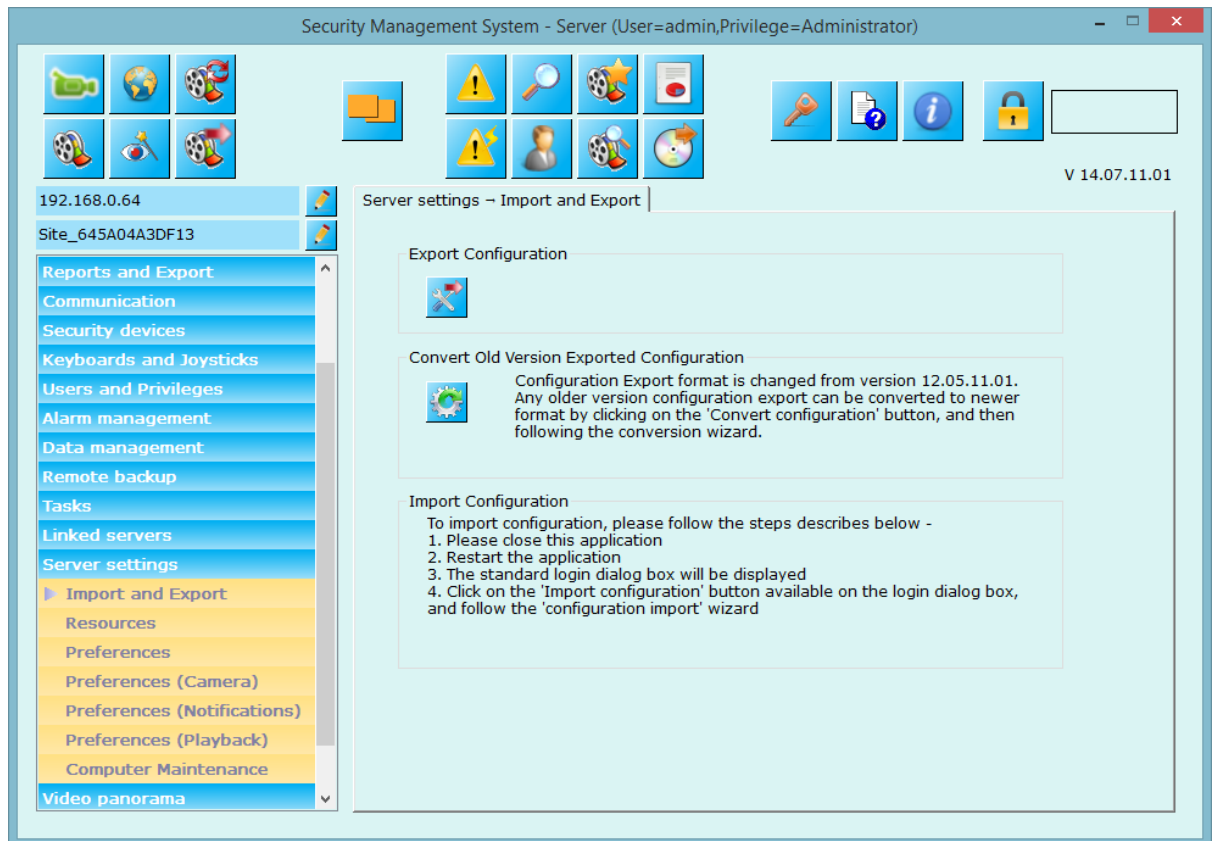 Security Management System - Server (User=admin,Privilege=Administrator)
V 14.07.11.01
192.168.0.64
Site_645A04A3DF13
Reports and Export
Communication
Security devices
Keyboards and Joysticks
Users and Privileges
Alarm management
Data management
Remote backup
Tasks
Linked servers
Server settings
Import and Export
Resources
Preferences
Preferences (Camera)
Preferences (Notifications)
Preferences (Playback)
Computer Maintenance
Video panorama
Server settings → Import and Export
Export Configuration
Convert Old Version Exported Configuration
Configuration Export format is changed from version 12.05.11.01.
Any older version configuration export can be converted to newer
format by clicking on the 'Convert configuration' button, and then
following the conversion wizard.
Import Configuration
To import configuration, please follow the steps describes below -
1. Please close this application
2. Restart the application
3. The standard login dialog box will be displayed
4. Click on the 'Import configuration' button available on the login dialog box,
and follow the 'configuration import' wizard